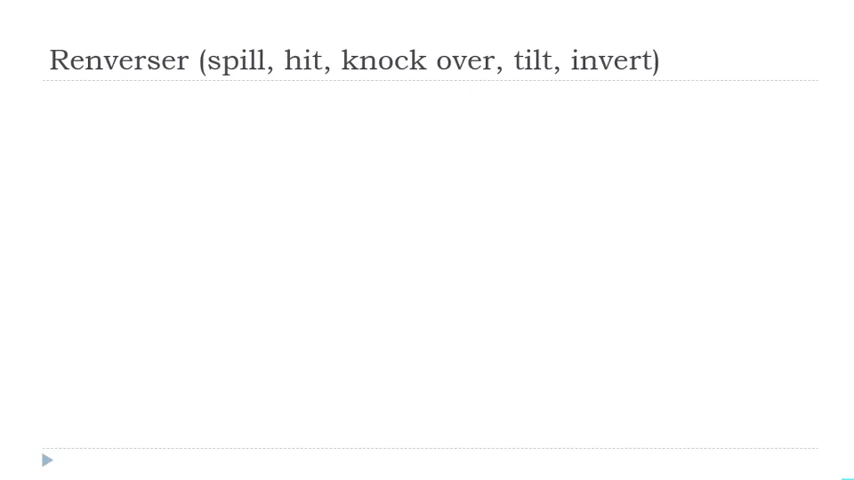 Renverser (spill, hit, knock over, tilt, invert)